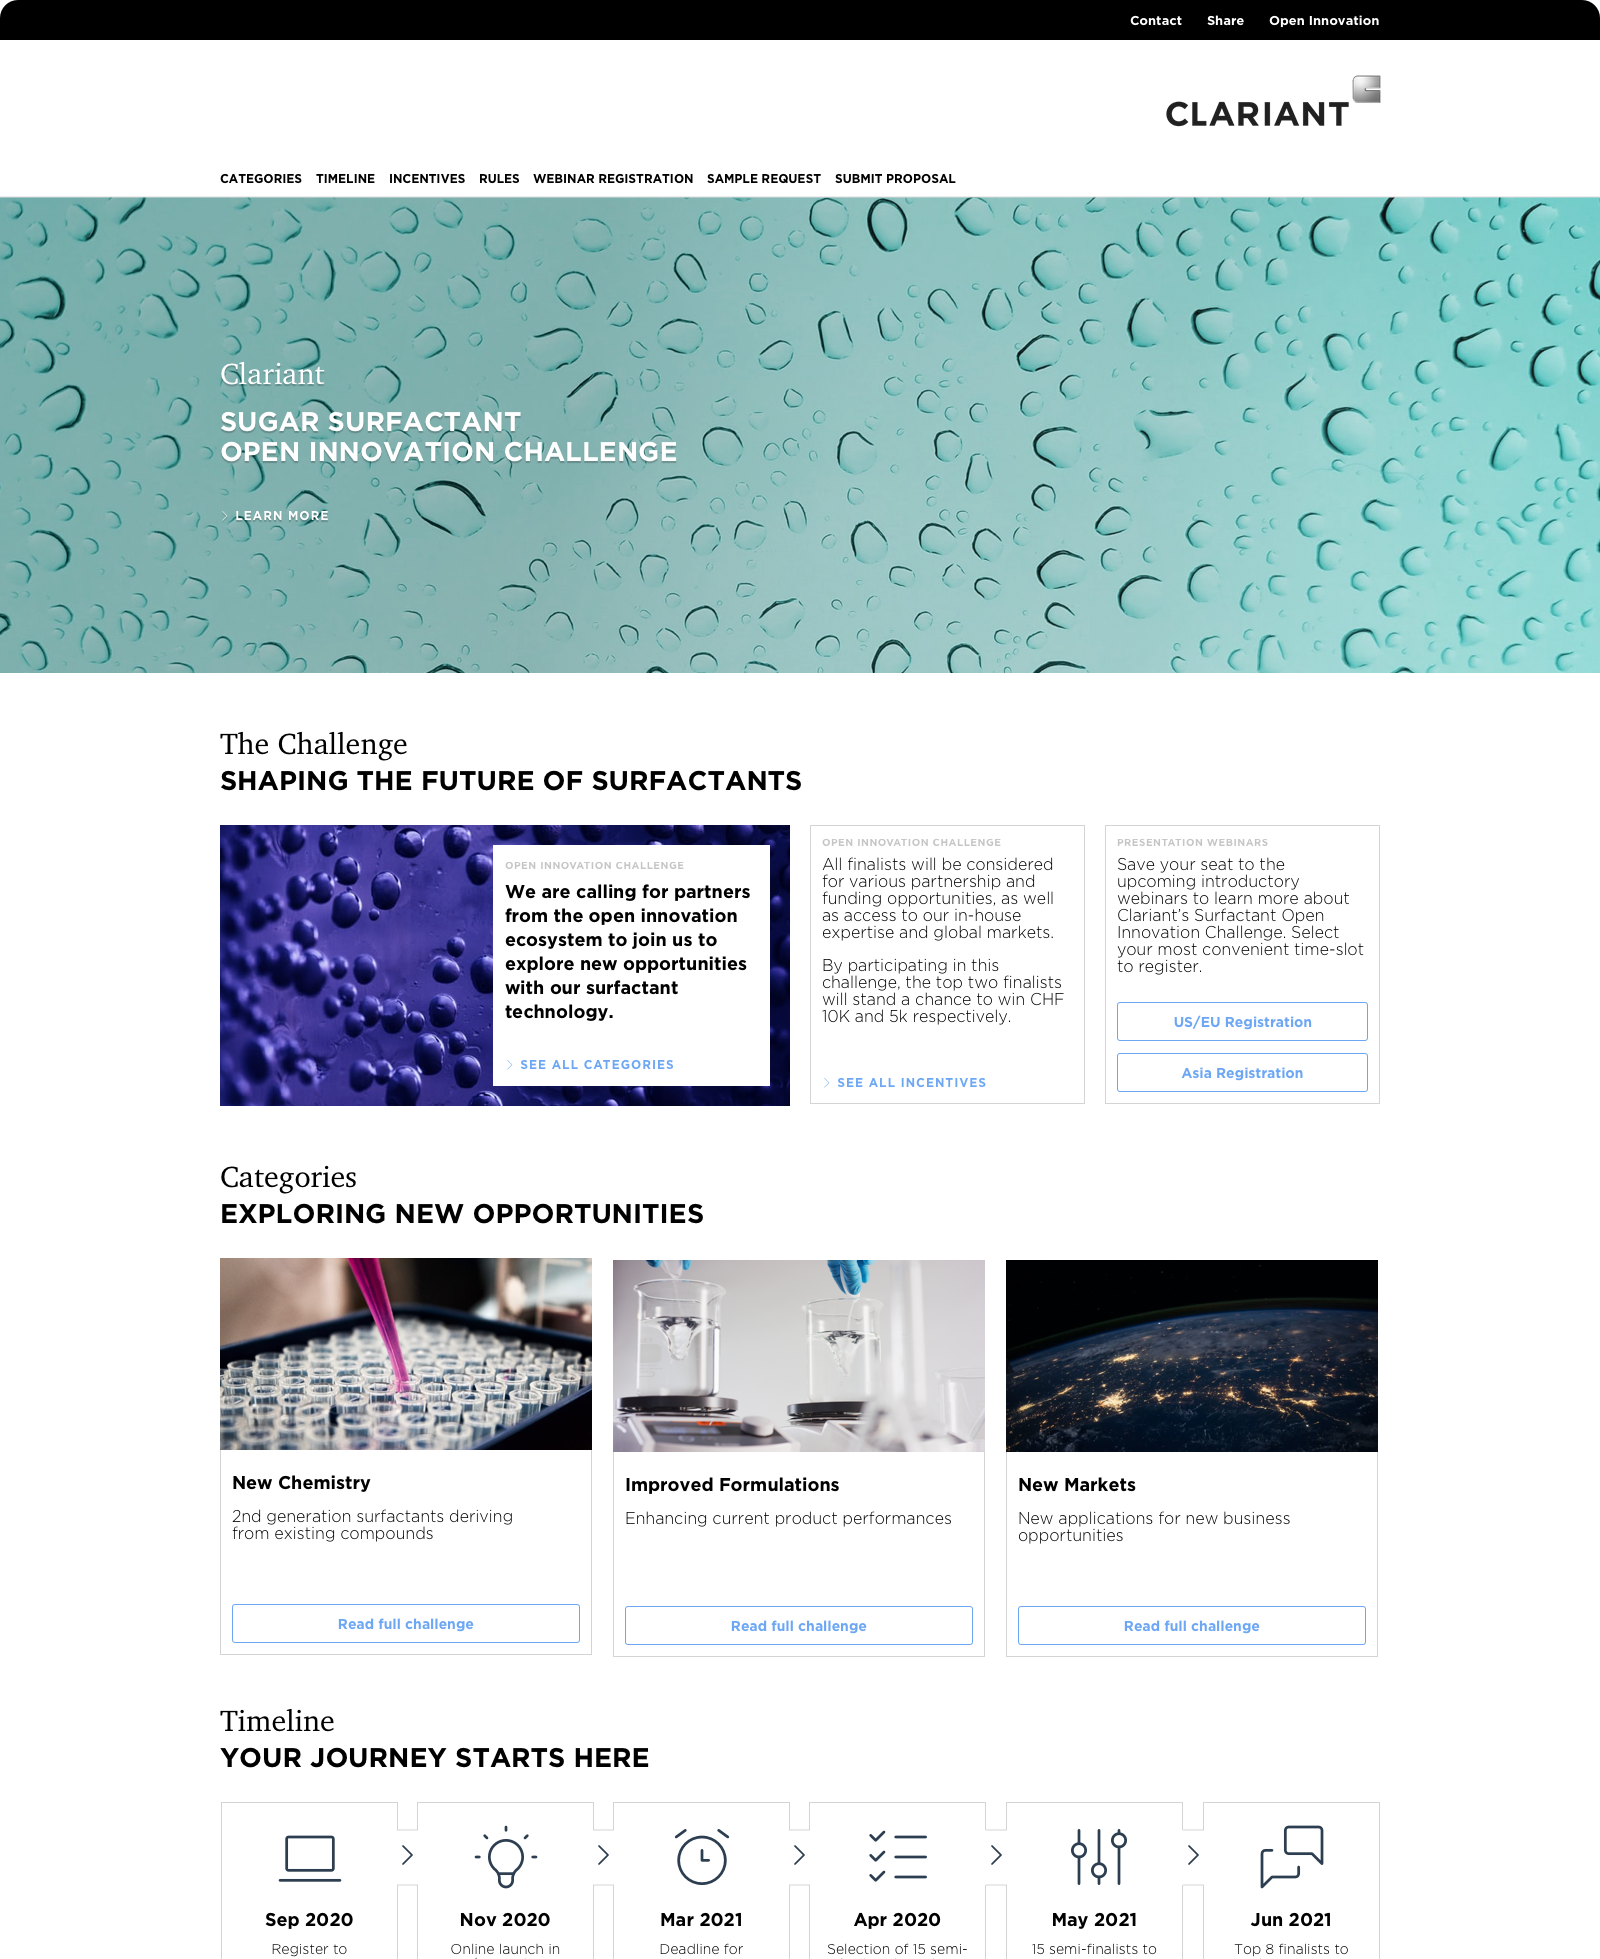 Contact Share Open Innovation
CLARIANT
CATEGORIES TIMELINE INCENTIVES RULES WEBINAR REGISTRATION SAMPLE REQUEST SUBMIT PROPOSAL
Clariant
SUGAR SURFACTANT
OPEN INNOVATION CHALLENGE
LEARN MORE
The Challenge
SHAPING THE FUTURE OF SURFACTANTS
OPEN INNOVATION CHALLENGE
We are calling for partners
from the open innovation
ecosystem to join us to
explore new opportunities
with our surfactant
technology.
SEE ALL CATEGORIES
OPEN INNOVATION CHALLENGE
All finalists will be considered
for various partnership and
funding opportunities, as well
as access to our in-house
expertise and global markets.
By participating in this
challenge, the top two finalists
will stand a chance to win CHF
10K and 5k respectively.
SEE ALL INCENTIVES
PRESENTATION WEBINARS
Save your seat to the
upcoming introductory
webinars to learn more about
Clariant's Surfactant Open
Innovation Challenge. Select
your most convenient time-slot
to register.
US/EU Registration
Asia Registration
Categories
EXPLORING NEW OPPORTUNITIES
New Chemistry
2nd generation surfactants deriving
from existing compounds
Read full challenge
Improved Formulations
Enhancing current product performances
Read full challenge
New Markets
New applications for new business
opportunities
Read full challenge
Timeline
YOUR JOURNEY STARTS HERE
Sep 2020
Register to
Nov 2020
Online launch in
Mar 2021
Deadline for
Apr 2020
Selection of 15 semi-
May 2021
15 semi-finalists to
Jun 2021
Top 8 finalists to